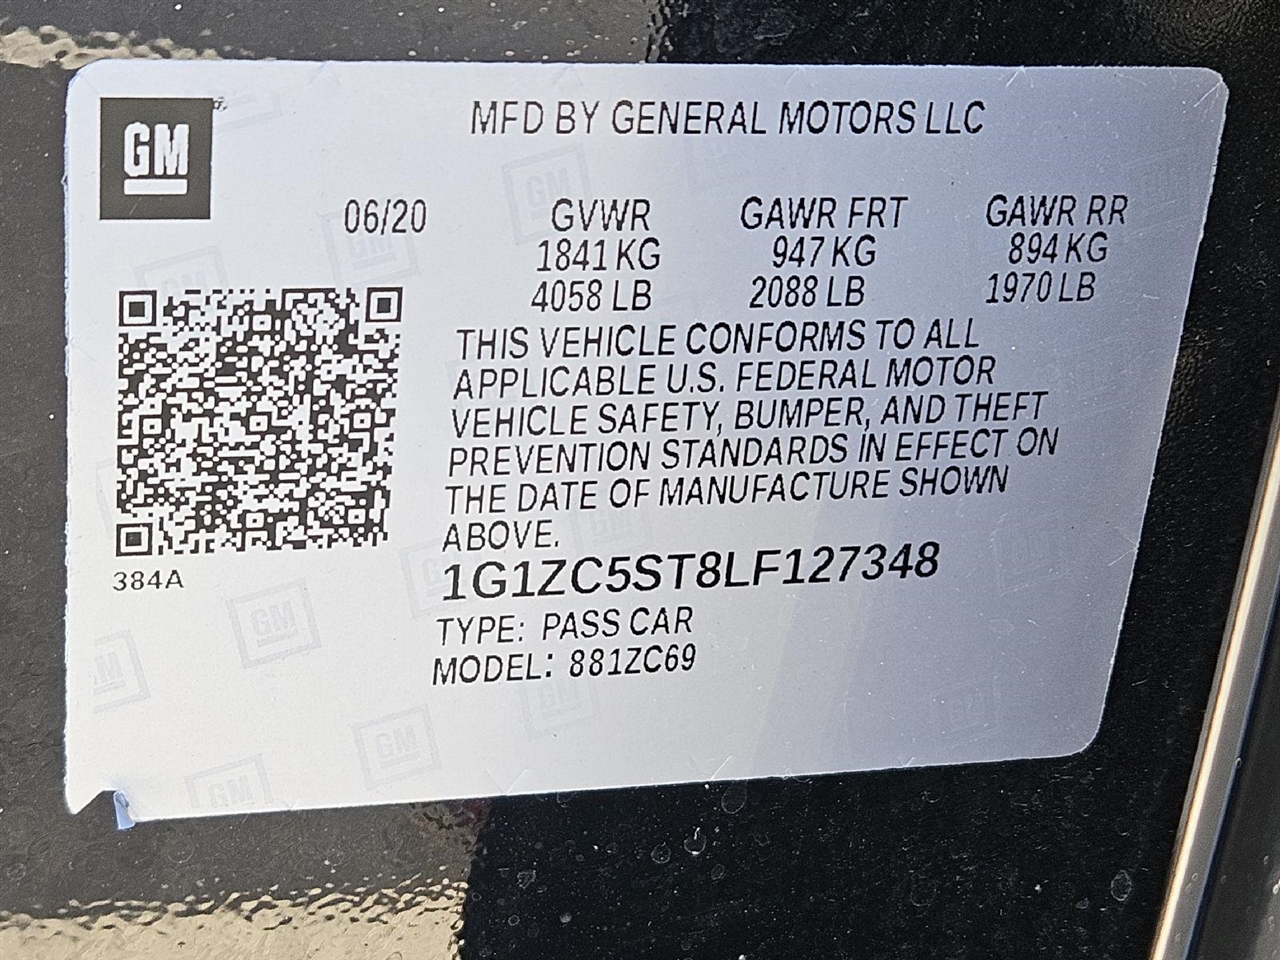 GM
MFD BY GENERAL MOTORS LLC
06/20 GVWR GAWR FRT GAWR RR
1841 KG 947 KG 894 KG
4058 LB 2088 LB 1970 LB
THIS VEHICLE CONFORMS TO ALL
APPLICABLE U.S. FEDERAL MOTOR
VEHICLE SAFETY, BUMPER, AND THEFT
PREVENTION STANDARDS IN EFFECT ON
THE DATE OF MANUFACTURE SHOWN
ABOVE.
384A
1G1ZC5ST8LF127348
TYPE: PASS CAR
MODEL: 881ZC69